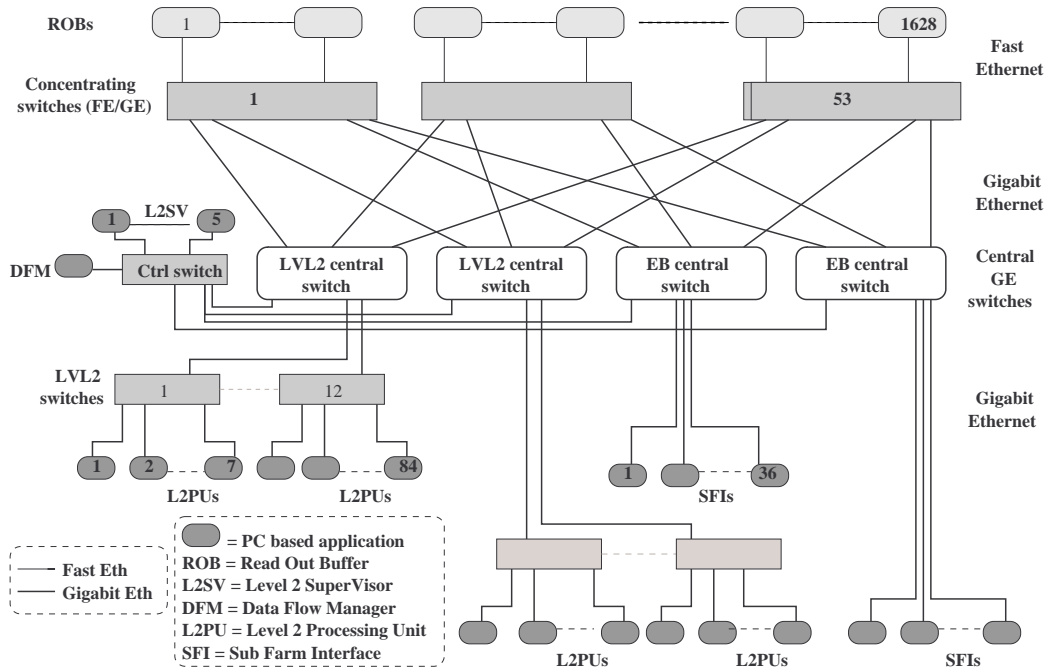 ROBs
1
1628
Fast
Ethernet
Concentrating
switches (FE/GE)
1
53
Gigabit
Ethernet
1
L2SV
5
DFM
Ctrl switch
LVL2 central
switch
LVL2 central
switch
EB central
switch
EB central
switch
Central
GE
switches
LVL2
switches
1
12
Gigabit
Ethernet
1
2
7
84
1
36
L2PUs
L2PUs
SFIs
= PC based application
ROB = Read Out Buffer
L2SV = Level 2 SuperVisor
DFM = Data Flow Manager
L2PU = Level 2 Processing Unit
SFI = Sub Farm Interface
Fast Eth
Gigabit Eth
L2PUs
L2PUs
SFIs